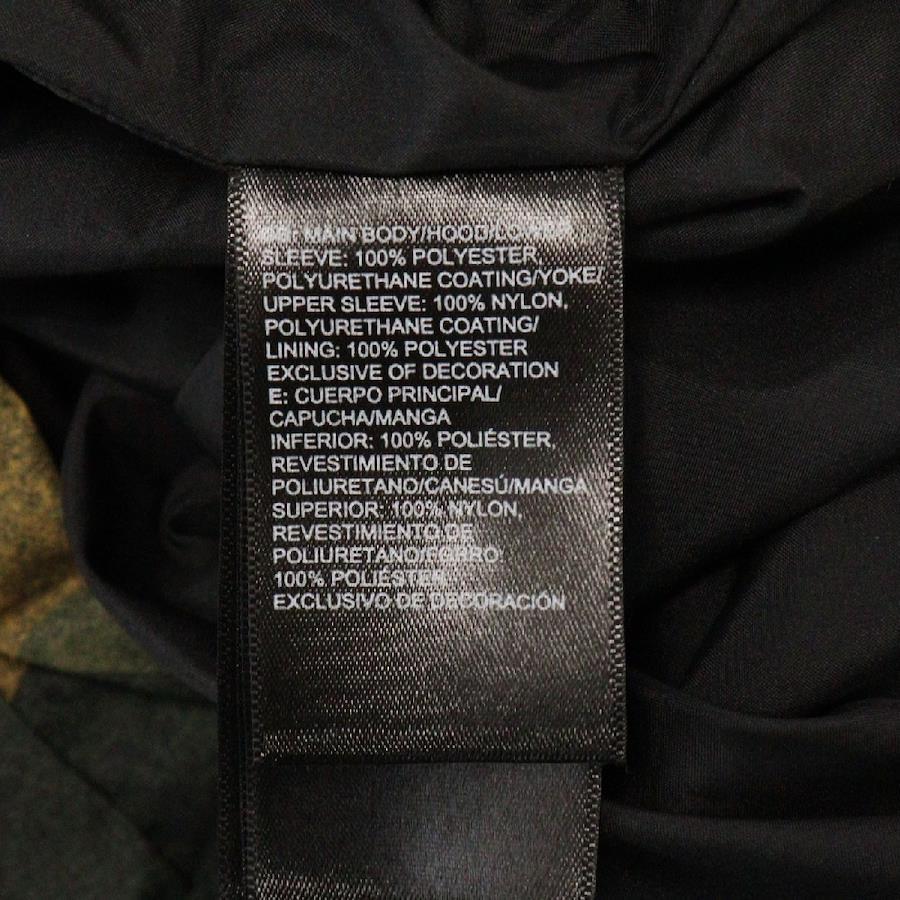 MAIN BODY/HOOD/LOWER
SLEEVE: 100% POLYESTER,
POLYURETHANE COATING/YOKE/
UPPER SLEEVE: 100% NYLON,
POLYURETHANE COATING/
LINING: 100% POLYESTER
EXCLUSIVE OF DECORATION
E: CUERPO PRINCIPAL/
CAPUCHA/MANGA
INFERIOR: 100% POLIÉSTER,
REVESTIMIENTO DE
POLIURETANO/CANESÚ/MANGA
SUPERIOR: 100% NYLON,
REVESTIMIENTO DE
POLIURETANO/FORRO:
100% POLIÉSTER
EXCLUSIVO DE DECORACIÓN